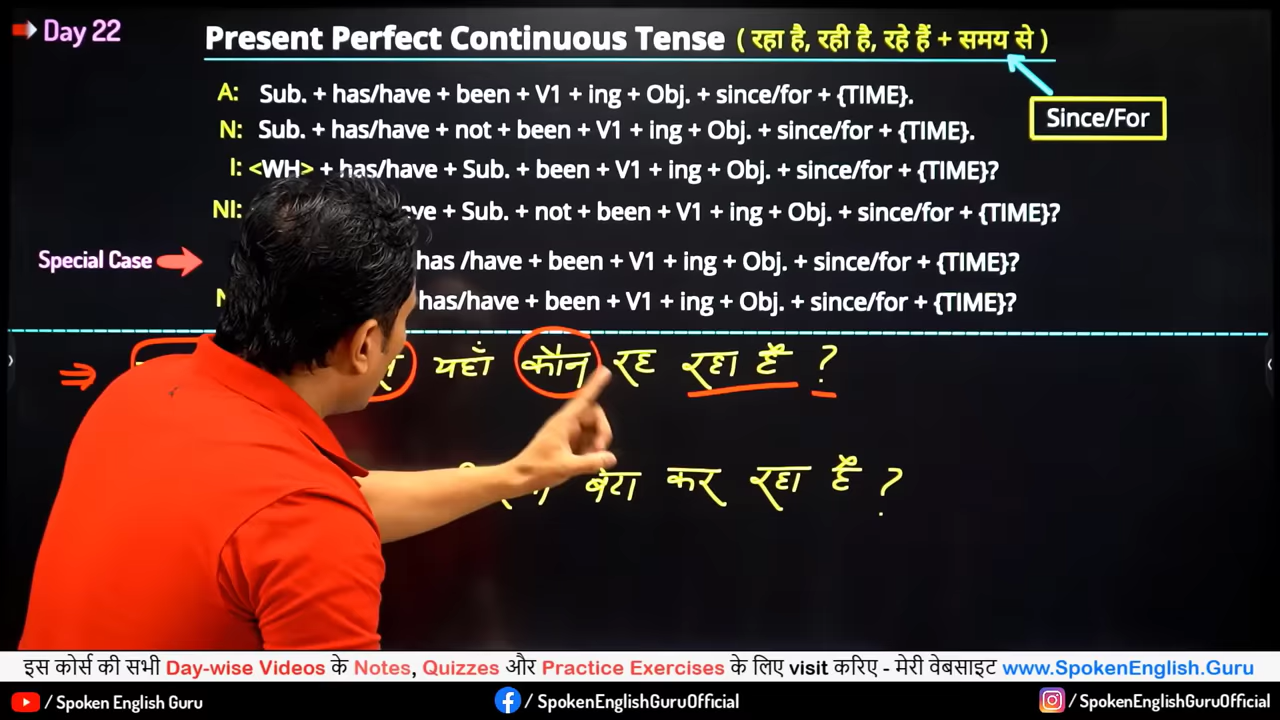 Day 22
Present Perfect Continuous Tense ( रहा है, रही है, रहे हैं + समय से )
A: Sub. + has/have + been + V1 + ing + Obj. + since/for + {TIME}.
Since/For
N: Sub. + has/have + not + been + V1 + ing + Obj. + since/for + {TIME}.
I: <WH> + has/have + Sub. + been + V1 + ing + Obj. + since/for + {TIME}?
NI: + Sub. + not + been + V1 + ing + Obj. + since/for + {TIME}?
Special Case
has /have + been + V1 + ing + Obj. + since/for + {TIME}?
has/have + been + V1 + ing + Obj. + since/for + {TIME}?
⇒ यहाँ कौन रह रहा है ?
बेटा कर रहा है ?
इस कोर्स की सभी Day-wise Videos के Notes, Quizzes और Practice Exercises के लिए visit करिए - मेरी वेबसाइट www.SpokenEnglish.Guru
/ Spoken English Guru
/ SpokenEnglishGuruOfficial
/ SpokenEnglishGuruOfficial